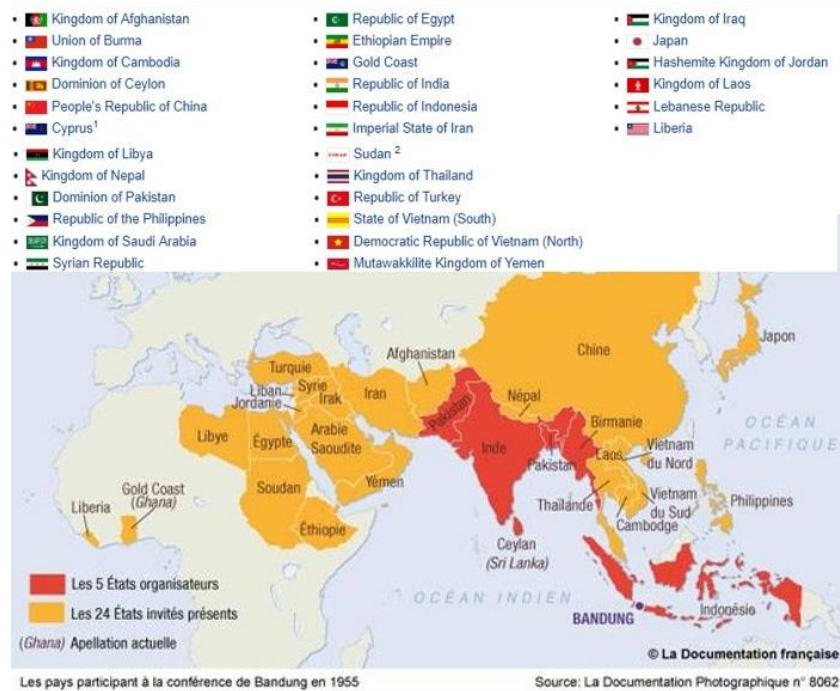 Kingdom of Afghanistan
Union of Burma
Kingdom of Cambodia
Dominion of Ceylon
People's Republic of China
Cyprus1
Kingdom of Libya
Kingdom of Nepal
Dominion of Pakistan
Republic of the Philippines
Kingdom of Saudi Arabia
Syrian Republic
Republic of Egypt
Ethiopian Empire
Gold Coast
Republic of India
Republic of Indonesia
Imperial State of Iran
Sudan 2
Kingdom of Thailand
Republic of Turkey
State of Vietnam (South)
Democratic Republic of Vietnam (North)
Mutawakkilite Kingdom of Yemen
Kingdom of Iraq
Japan
Hashemite Kingdom of Jordan
Kingdom of Laos
Lebanese Republic
Liberia
Japon
Chine
Afghanistan
Turquie
Liban
Syrie
Jordanie
Irak
Iran
Pakistan
Népal
Birmanie
OCÉAN
PACIFIQUE
Libye
Égypte
Arabie
Saoudite
Inde
Pakistan
Laos
Vietnam
du Nord
Yémen
Soudan
Gold Coast
(Ghana)
Liberia
Éthiopie
Thaïlande
Vietnam
du Sud
Cambodge
Philippines
Ceylan
(Sri Lanka)
OCÉAN INDIEN
BANDUNG
Indonésie
Les 5 États organisateurs
Les 24 États invités présents
(Ghana) Apellation actuelle
© La Documentation française
Les pays participant à la conférence de Bandung en 1955
Source: La Documentation Photographique n° 8062